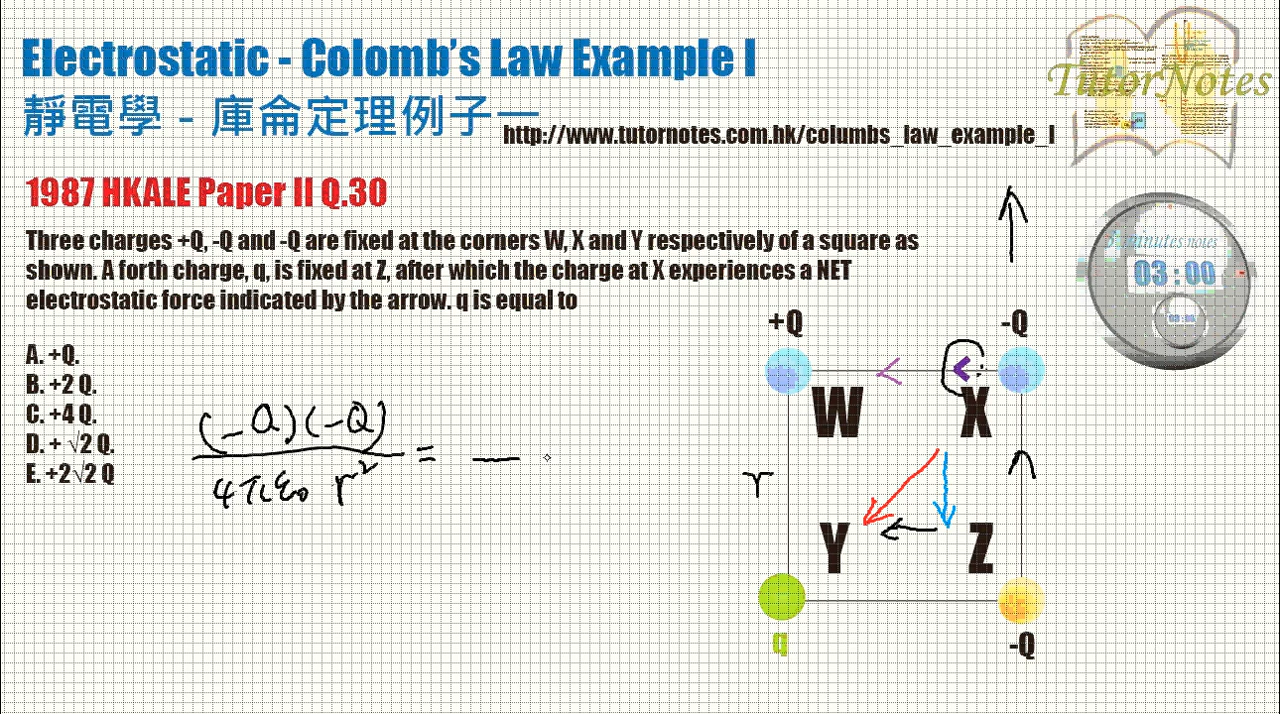 Electrostatic - Colomb's Law Example I
靜電學 - 庫侖定理例子一
http://www.tutornotes.com.hk/columbs_law_example_I
TutorNotes
1987 HKALE Paper II Q.30
Three charges +Q, -Q and -Q are fixed at the corners W, X and Y respectively of a square as
shown. A forth charge, q, is fixed at Z, after which the charge at X experiences a NET
electrostatic force indicated by the arrow. q is equal to
minutes notes
03 : 00
A. +Q.
B. +2 Q.
C. +4 Q.
D. + √2 Q.
E. +2√2 Q
(-Q)(-Q)
4πε₀ r² =
+Q
-Q
W
X
r
Y
Z
q
-Q